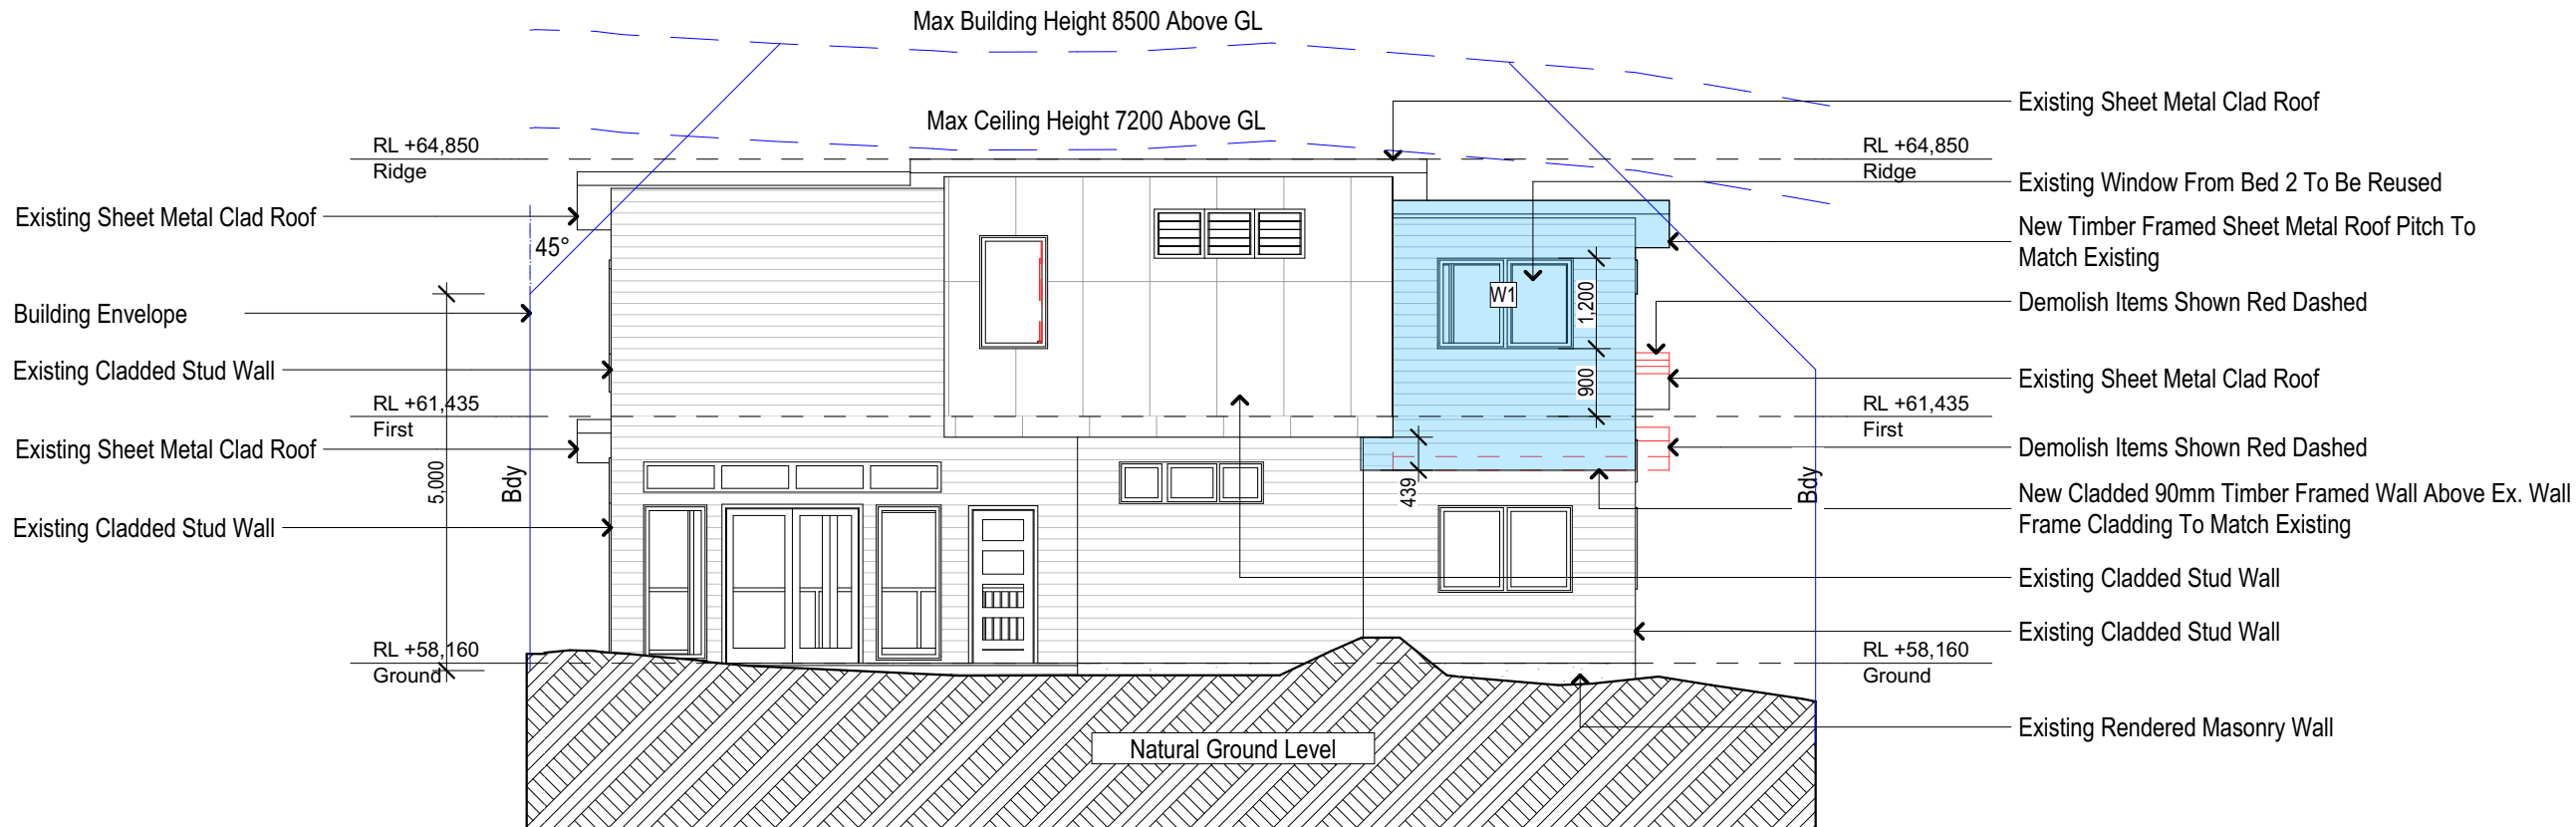 Max Building Height 8500 Above GL
Max Ceiling Height 7200 Above GL
RL +64,850
Ridge
Existing Sheet Metal Clad Roof
45°
Building Envelope
Existing Cladded Stud Wall
RL +61,435
First
Existing Sheet Metal Clad Roof
5,000
Bdy
Existing Cladded Stud Wall
RL +58,160
Ground
W1
1,200
900
439
Natural Ground Level
Existing Sheet Metal Clad Roof
RL +64,850
Ridge
Existing Window From Bed 2 To Be Reused
New Timber Framed Sheet Metal Roof Pitch To
Match Existing
Demolish Items Shown Red Dashed
Existing Sheet Metal Clad Roof
RL +61,435
First
Demolish Items Shown Red Dashed
Bdy
New Cladded 90mm Timber Framed Wall Above Ex. Wall
Frame Cladding To Match Existing
Existing Cladded Stud Wall
Existing Cladded Stud Wall
RL +58,160
Ground
Existing Rendered Masonry Wall